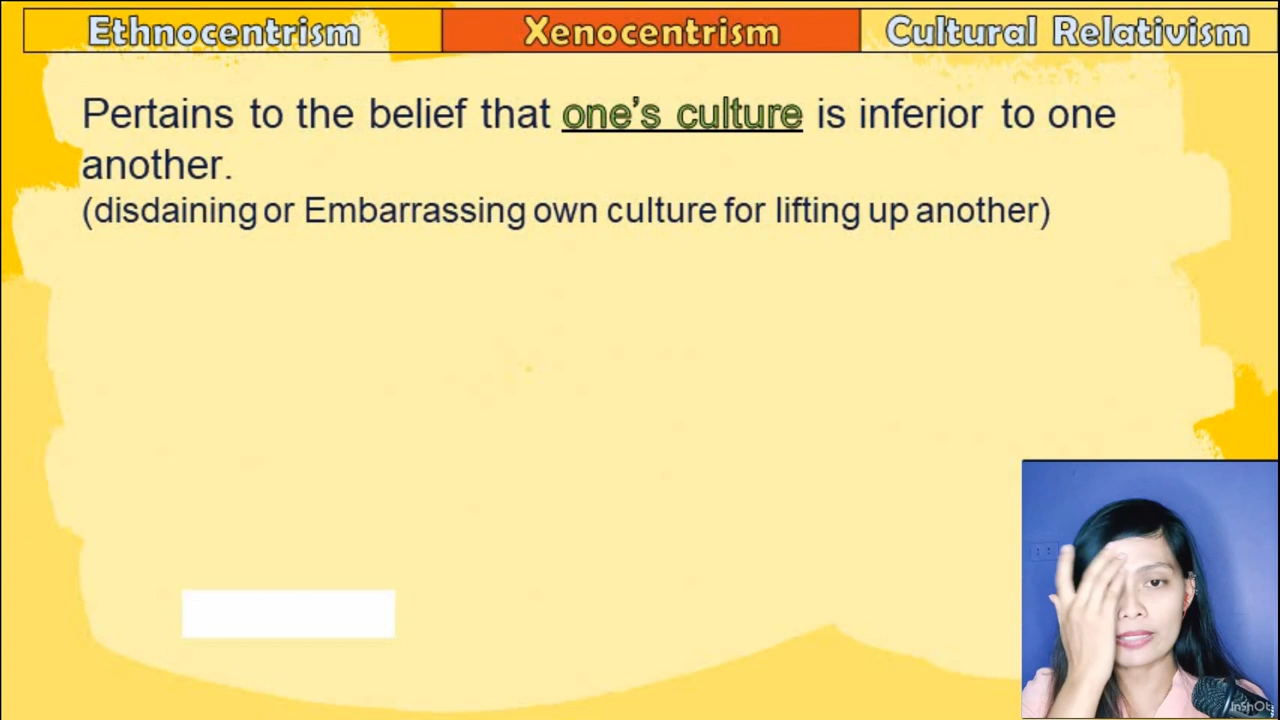 Ethnocentrism Xenocentrism Cultural Relativism
Pertains to the belief that one's culture is inferior to one
another.
(disdaining or Embarrassing own culture for lifting up another)
InShOt